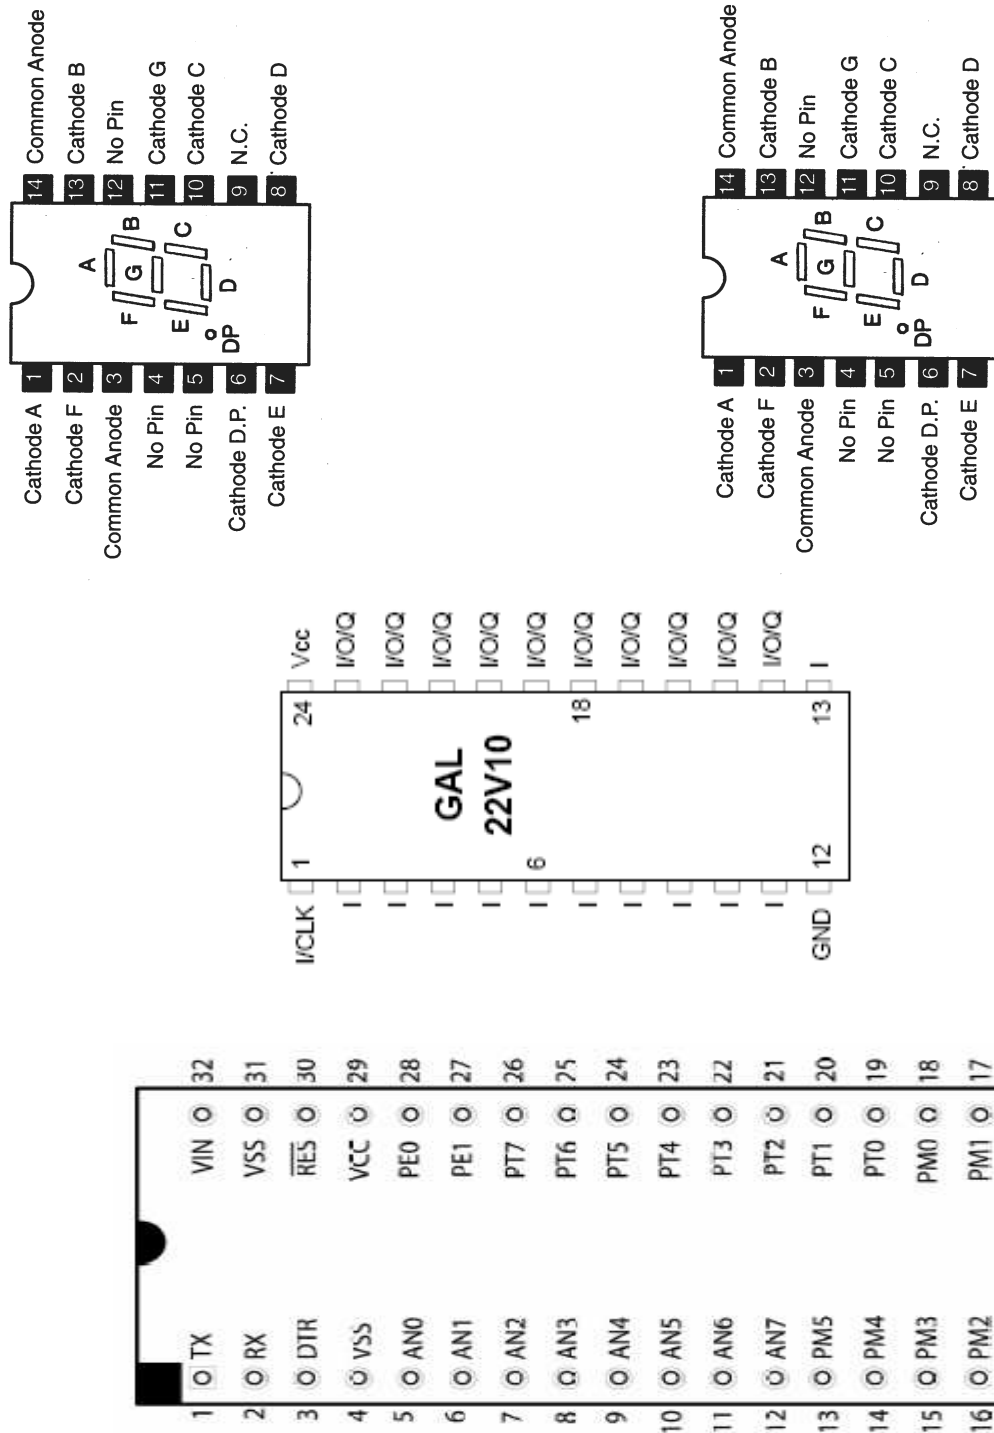 14 Common Anode
13 Cathode B
12 No Pin
11 Cathode G
10 Cathode C
9 N.C.
8 Cathode D
A
B
C
D
E
F
G
DP
Cathode A 1
Cathode F 2
Common Anode 3
No Pin 4
No Pin 5
Cathode D.P. 6
Cathode E 7
14 Common Anode
13 Cathode B
12 No Pin
11 Cathode G
10 Cathode C
9 N.C.
8 Cathode D
A
B
C
D
E
F
G
DP
Cathode A 1
Cathode F 2
Common Anode 3
No Pin 4
No Pin 5
Cathode D.P. 6
Cathode E 7
24 Vcc
I/O/Q
I/O/Q
I/O/Q
I/O/Q
I/O/Q
18 I/O/Q
I/O/Q
I/O/Q
I/O/Q
I/O/Q
13 I
GAL
22V10
I/CLK 1
I
I
I
I
I 6
I
I
I
I
I
GND 12
VIN 32
VSS 31
RES 30
VCC 29
PE0 28
PE1 27
PT7 26
PT6 25
PT5 24
PT4 23
PT3 22
PT2 21
PT1 20
PT0 19
PM0 18
PM1 17
1 TX
2 RX
3 DTR
4 VSS
5 AN0
6 AN1
7 AN2
8 AN3
9 AN4
10 AN5
11 AN6
12 AN7
13 PM5
14 PM4
15 PM3
16 PM2